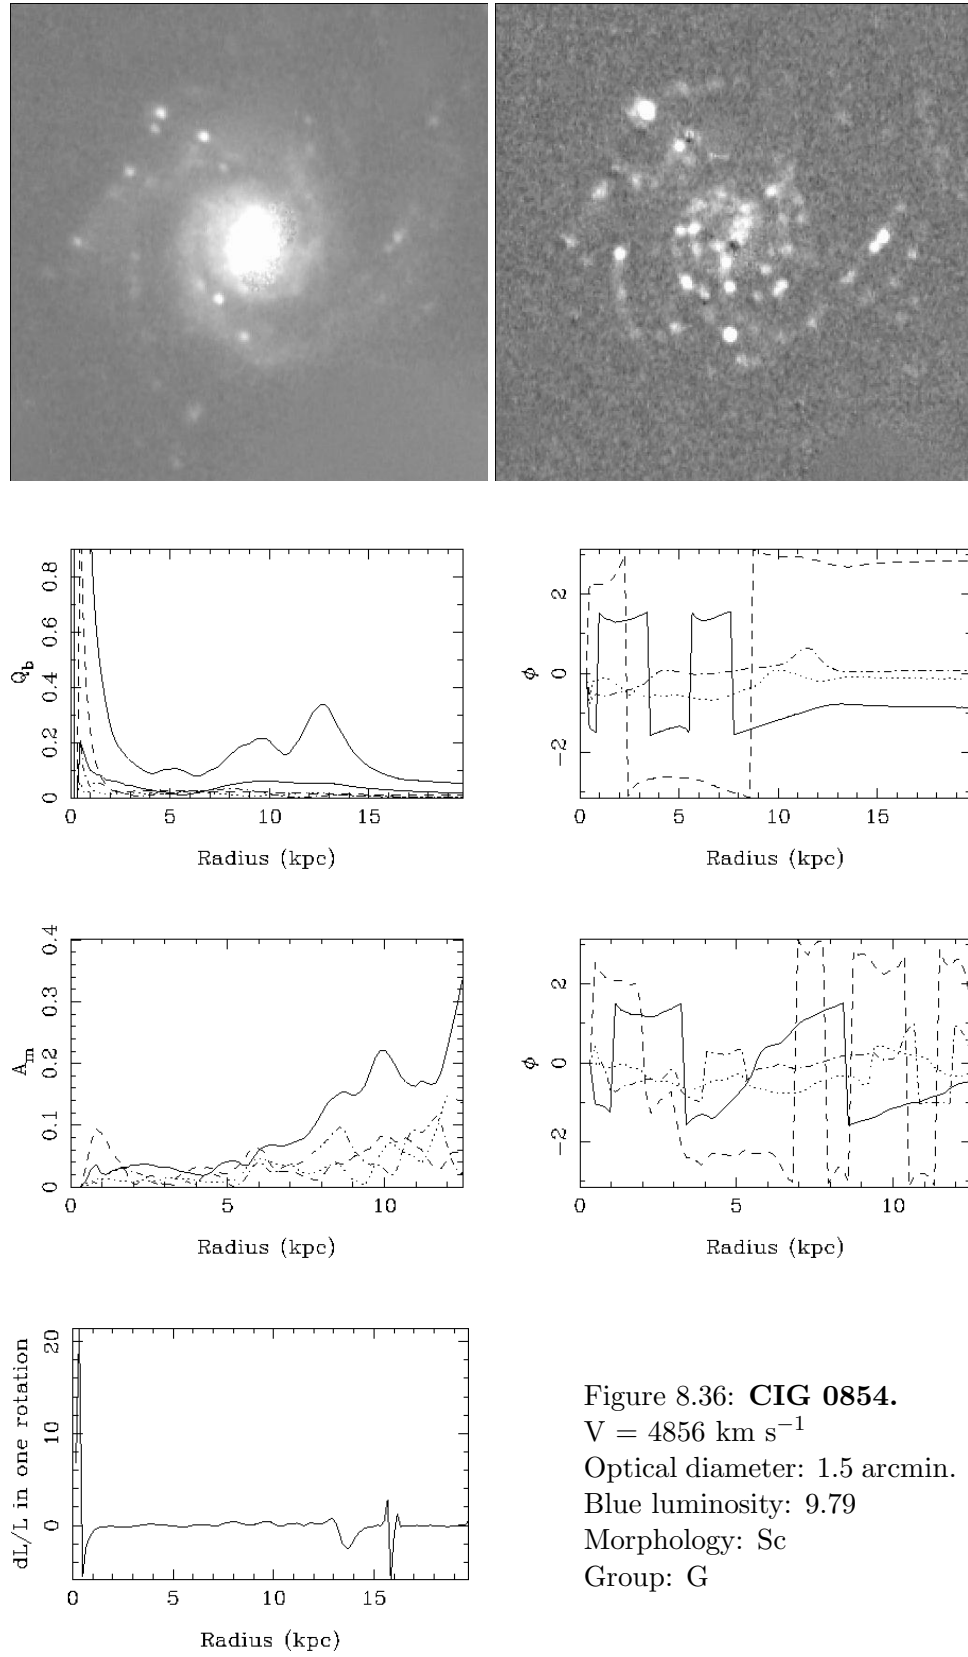 0.8
0.6
0.4
0.2
0
Q_b
0 5 10 15
Radius (kpc)
2
0
−2
φ
0 5 10 15
Radius (kpc)
0.4
0.3
0.2
0.1
0
A_m
0 5 10
Radius (kpc)
2
0
−2
φ
0 5 10
Radius (kpc)
20
10
0
dL/L in one rotation
0 5 10 15
Radius (kpc)
Figure 8.36: CIG 0854.
V = 4856 km s⁻¹
Optical diameter: 1.5 arcmin.
Blue luminosity: 9.79
Morphology: Sc
Group: G